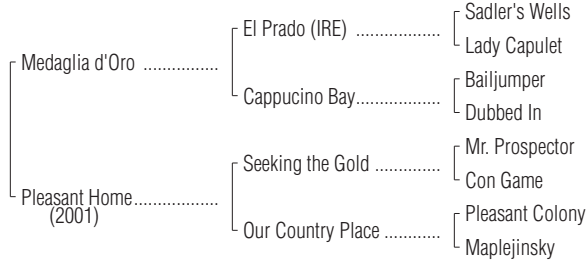 Sadler's Wells
El Prado (IRE) ..................
Lady Capulet
Medaglia d'Oro ................
Bailjumper
Cappucino Bay..................
Dubbed In
Mr. Prospector
Seeking the Gold ..............
Con Game
Pleasant Home..................
(2001)
Pleasant Colony
Our Country Place ............
Maplejinsky